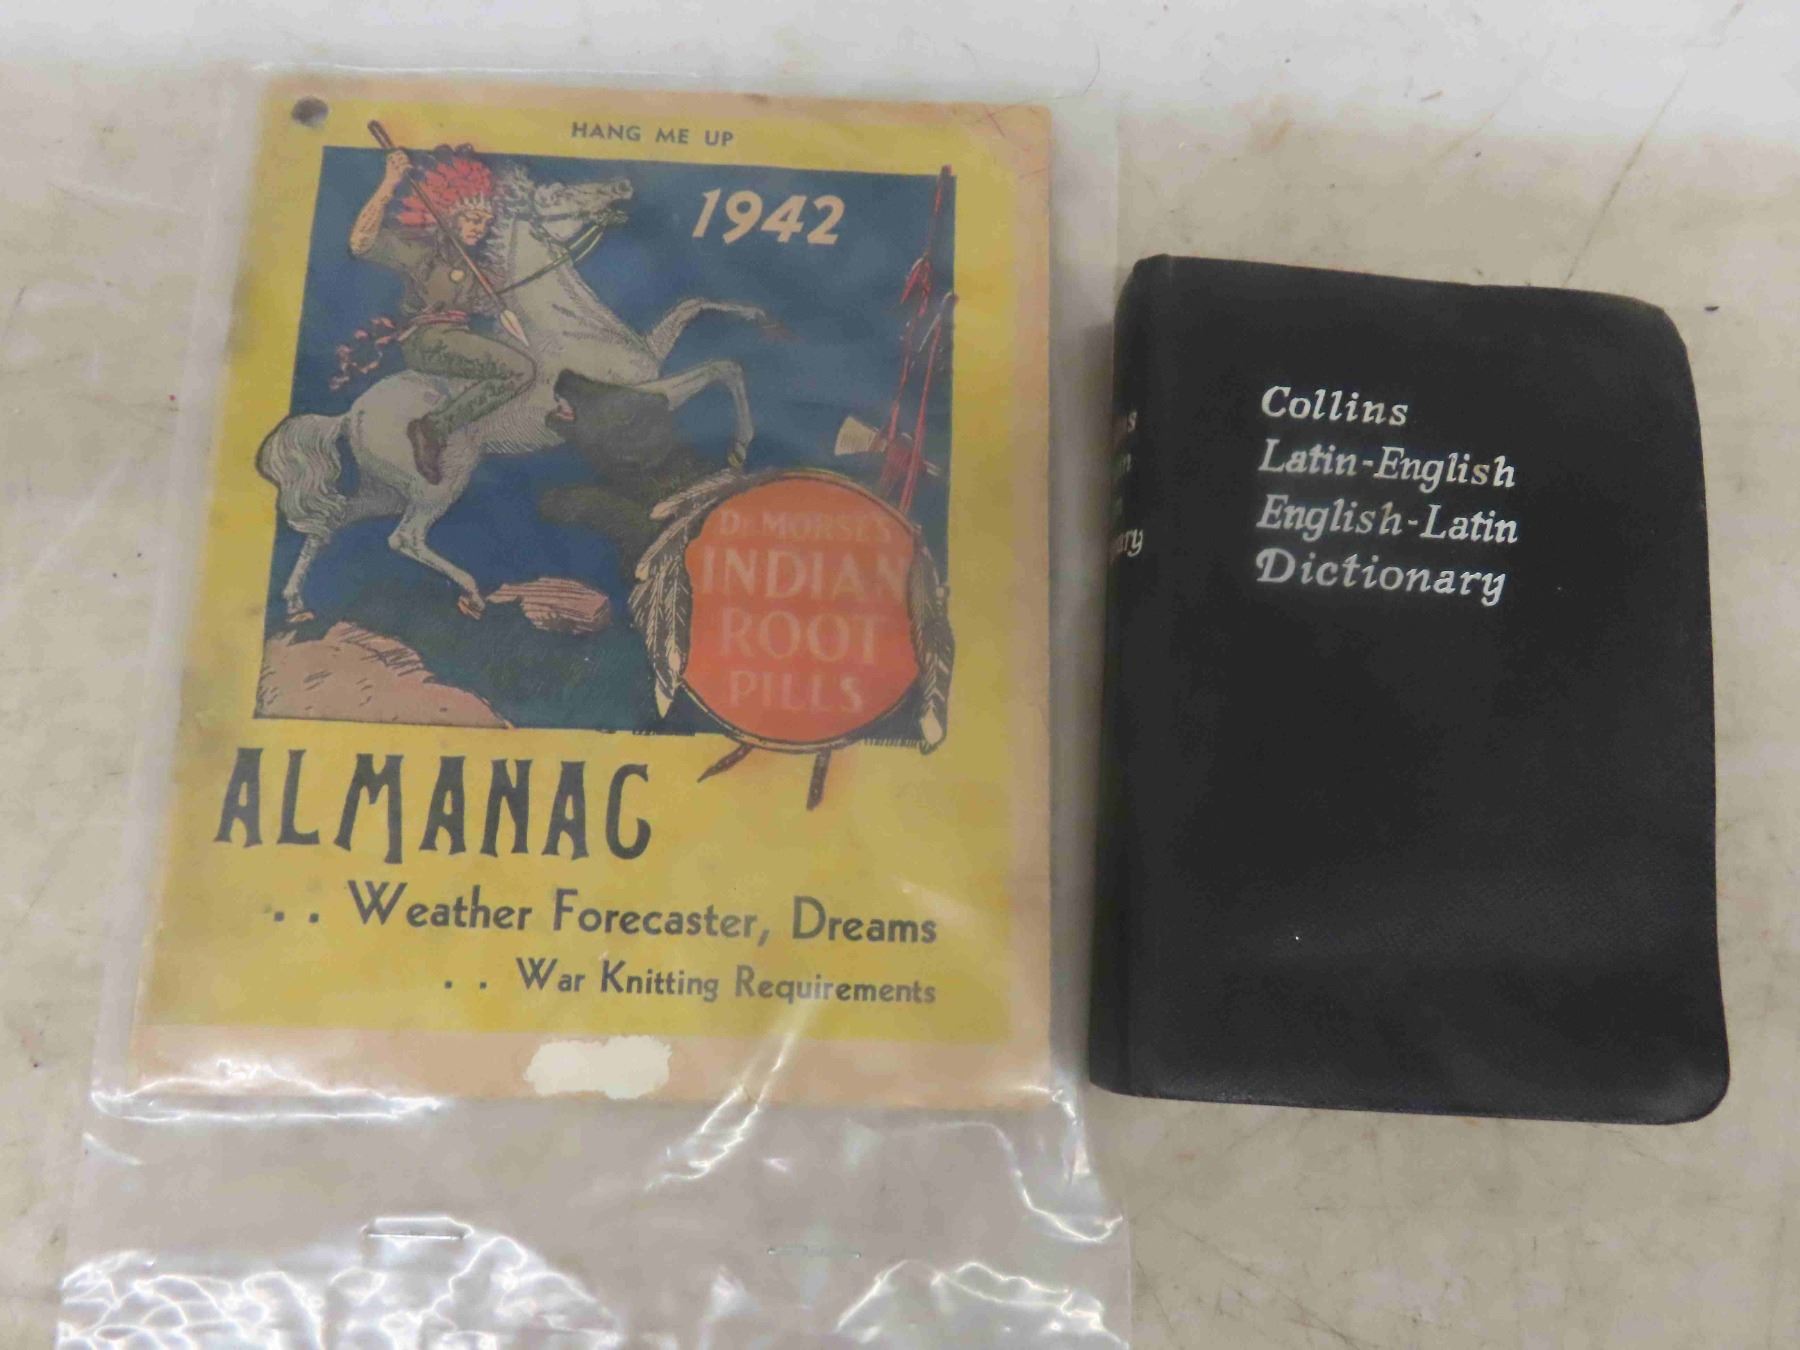 HANG ME UP
1942
Dr. MORSE'S
INDIAN
ROOT
PILLS
ALMANAC
. . Weather Forecaster, Dreams
. . War Knitting Requirements
Collins
Latin-English
English-Latin
Dictionary